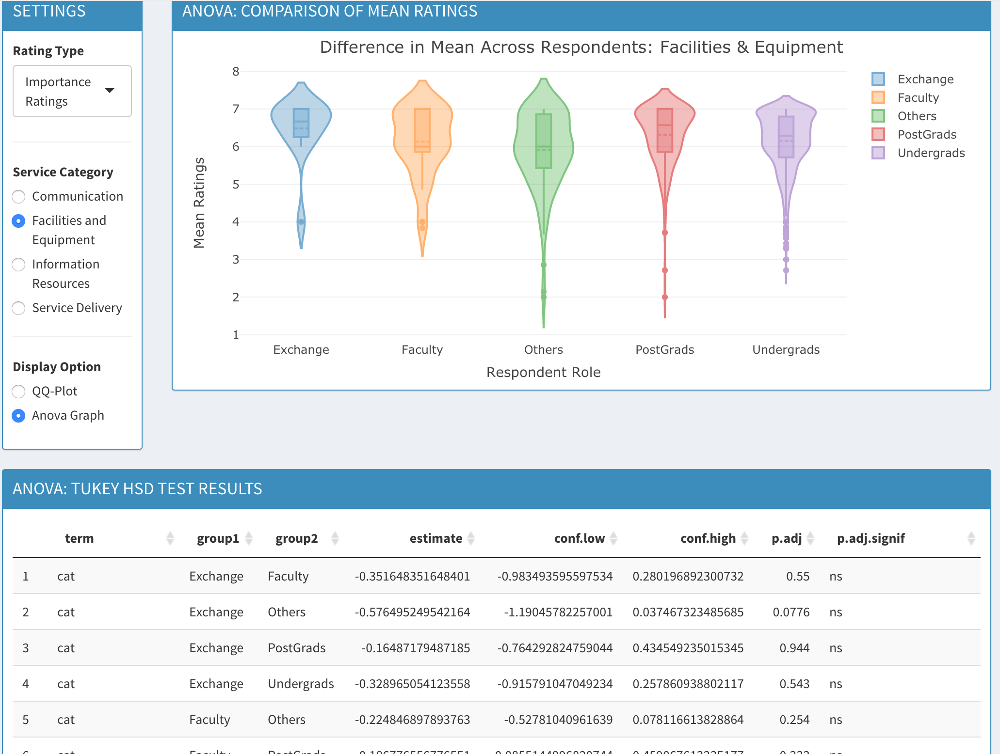 SETTINGS
Rating Type
Importance
Ratings
Service Category
Communication
Facilities and
Equipment
Information
Resources
Service Delivery
Display Option
QQ-Plot
Anova Graph
ANOVA: COMPARISON OF MEAN RATINGS
Difference in Mean Across Respondents: Facilities & Equipment
8
7
6
5
4
3
2
1
Mean Ratings
Exchange
Faculty
Others
PostGrads
Undergrads
Respondent Role
Exchange
Faculty
Others
PostGrads
Undergrads
ANOVA: TUKEY HSD TEST RESULTS
term group1 group2 estimate conf.low conf.high p.adj p.adj.signif
1 cat Exchange Faculty -0.351648351648401 -0.983493595597534 0.280196892300732 0.55 ns
2 cat Exchange Others -0.576495249542164 -1.19045782257001 0.037467323485685 0.0776 ns
3 cat Exchange PostGrads -0.16487179487185 -0.764292824759044 0.434549235015345 0.944 ns
4 cat Exchange Undergrads -0.328965054123558 -0.915791047049234 0.257860938802117 0.543 ns
5 cat Faculty Others -0.224846897893763 -0.52781040961639 0.078116613828864 0.254 ns
cat Faculty PostGrads ns